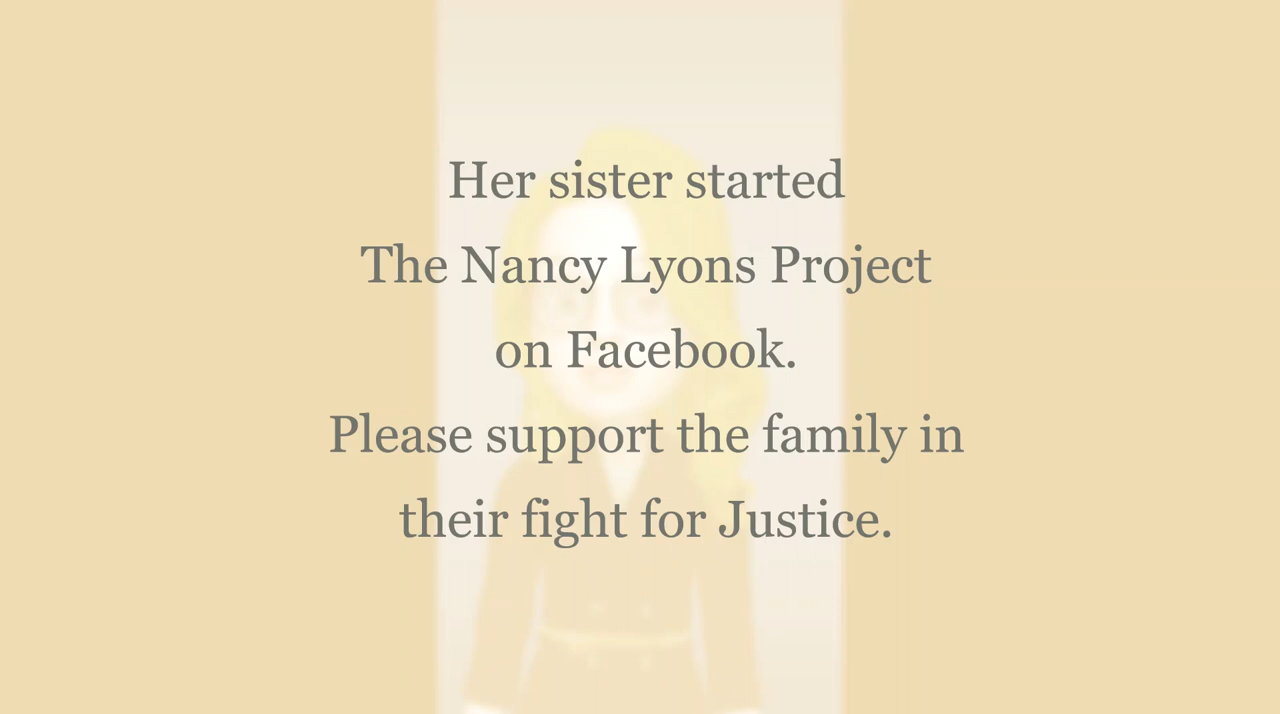 Her sister started
The Nancy Lyons Project
on Facebook.
Please support the family in
their fight for Justice.